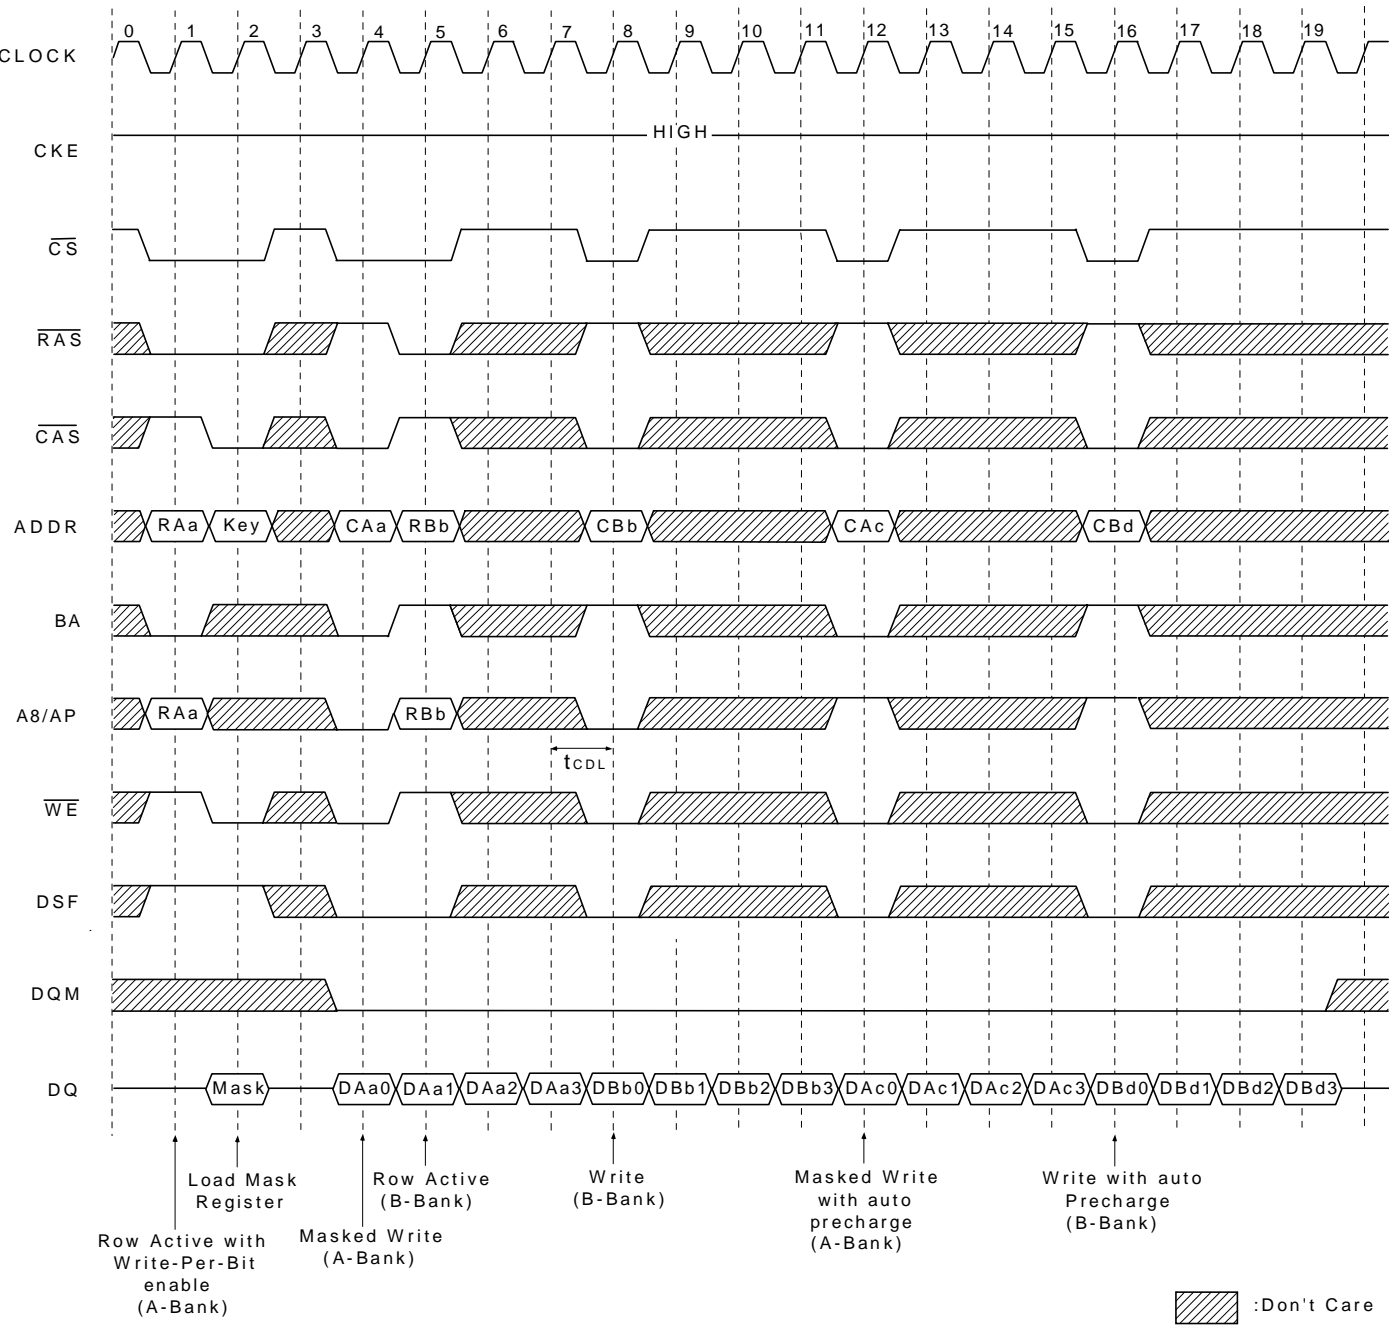 0 1 2 3 4 5 6 7 8 9 10 11 12 13 14 15 16 17 18 19
CLOCK
HIGH
CKE
CS
RAS
CAS
ADDR RAa Key CAa RBb CBb CAc CBd
BA
A8/AP RAa RBb
tCDL
WE
DSF
DQM
DQ Mask DAa0 DAa1 DAa2 DAa3 DBb0 DBb1 DBb2 DBb3 DAc0 DAc1 DAc2 DAc3 DBd0 DBd1 DBd2 DBd3
Row Active with
Write-Per-Bit
enable
(A-Bank)
Load Mask
Register
Masked Write
(A-Bank)
Row Active
(B-Bank)
Write
(B-Bank)
Masked Write
with auto
precharge
(A-Bank)
Write with auto
Precharge
(B-Bank)
:Don't Care